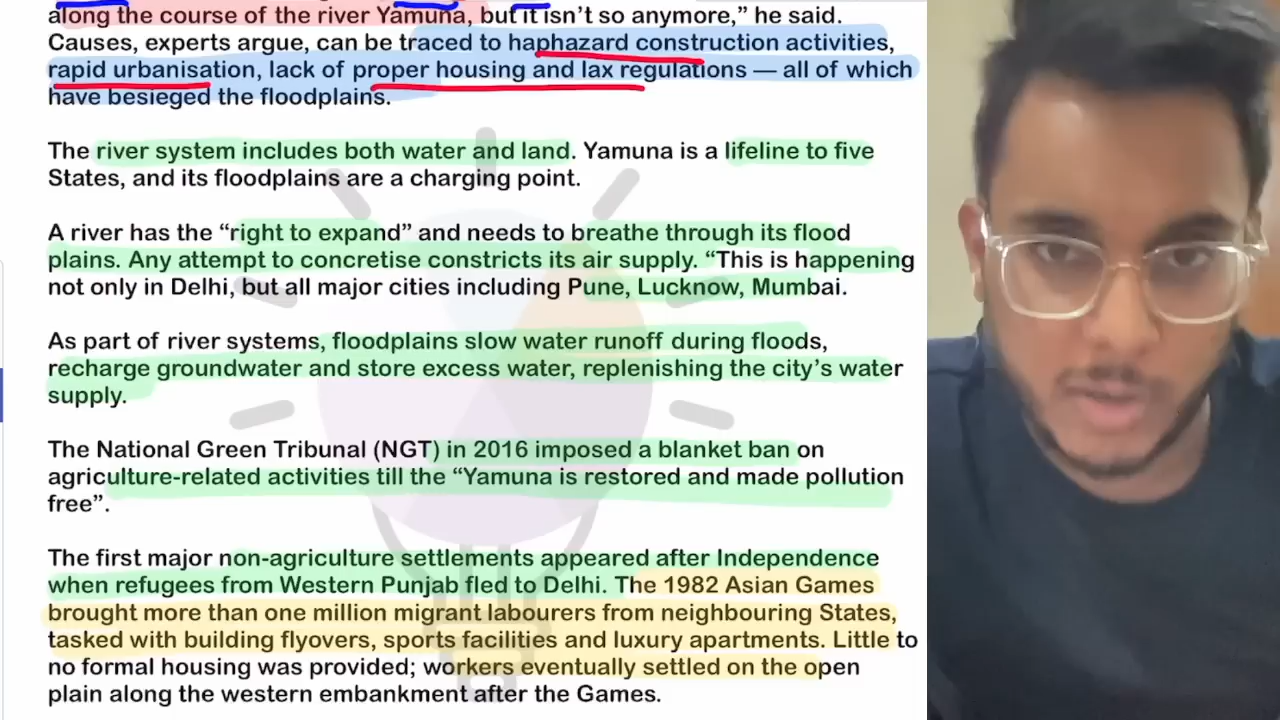 along the course of the river Yamuna, but it isn't so anymore,” he said.
Causes, experts argue, can be traced to haphazard construction activities,
rapid urbanisation, lack of proper housing and lax regulations — all of which
have besieged the floodplains.
The river system includes both water and land. Yamuna is a lifeline to five
States, and its floodplains are a charging point.
A river has the “right to expand” and needs to breathe through its flood
plains. Any attempt to concretise constricts its air supply. “This is happening
not only in Delhi, but all major cities including Pune, Lucknow, Mumbai.
As part of river systems, floodplains slow water runoff during floods,
recharge groundwater and store excess water, replenishing the city’s water
supply.
The National Green Tribunal (NGT) in 2016 imposed a blanket ban on
agriculture-related activities till the “Yamuna is restored and made pollution
free”.
The first major non-agriculture settlements appeared after Independence
when refugees from Western Punjab fled to Delhi. The 1982 Asian Games
brought more than one million migrant labourers from neighbouring States,
tasked with building flyovers, sports facilities and luxury apartments. Little to
no formal housing was provided; workers eventually settled on the open
plain along the western embankment after the Games.